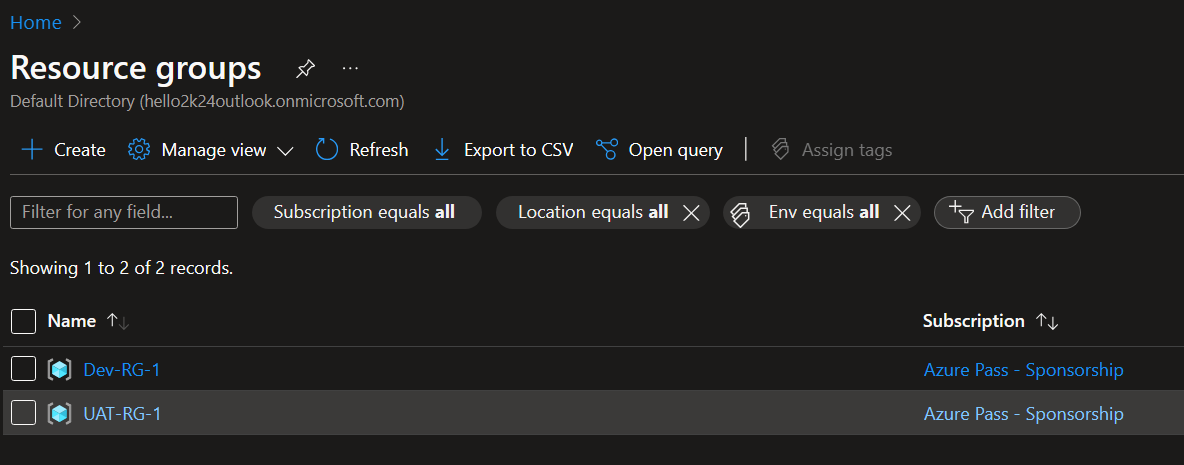 Home
Resource groups
Default Directory (hello2k24outlook.onmicrosoft.com)
Create Manage view Refresh Export to CSV Open query Assign tags
Filter for any field... Subscription equals all Location equals all Env equals all Add filter
Showing 1 to 2 of 2 records.
Name Subscription
Dev-RG-1 Azure Pass - Sponsorship
UAT-RG-1 Azure Pass - Sponsorship